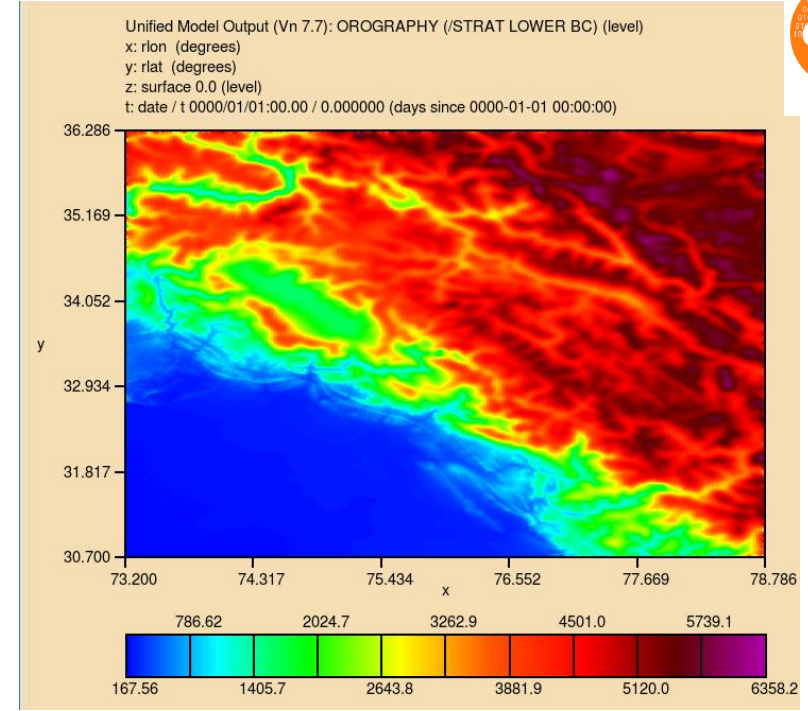 Unified Model Output (Vn 7.7): OROGRAPHY (/STRAT LOWER BC) (level)
x: rlon (degrees)
y: rlat (degrees)
z: surface 0.0 (level)
t: date / t 0000/01/01:00.00 / 0.000000 (days since 0000-01-01 00:00:00)
36.286
35.169
34.052
y
32.934
31.817
30.700
73.200 74.317 75.434 76.552 77.669 78.786
x
786.62 2024.7 3262.9 4501.0 5739.1
167.56 1405.7 2643.8 3881.9 5120.0 6358.2